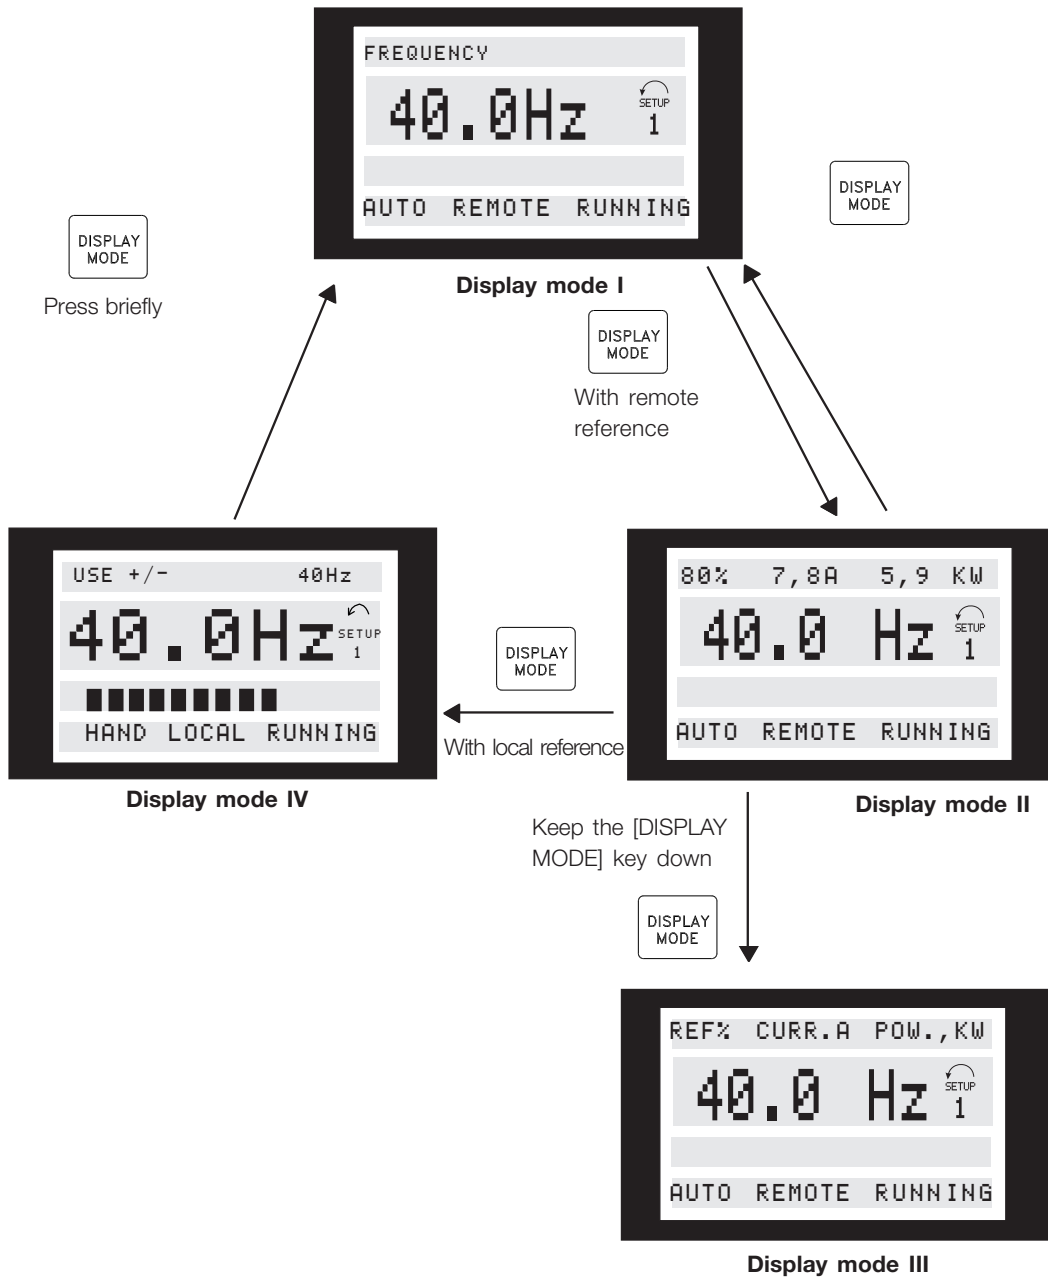 FREQUENCY
40.0Hz
SETUP
1
AUTO REMOTE RUNNING
Display mode I
DISPLAY
MODE
DISPLAY
MODE
Press briefly
DISPLAY
MODE
With remote
reference
USE +/-
40Hz
40.0Hz
SETUP
1
HAND LOCAL RUNNING
Display mode IV
DISPLAY
MODE
With local reference
80% 7,8A 5,9 KW
40.0 Hz
SETUP
1
AUTO REMOTE RUNNING
Display mode II
Keep the [DISPLAY
MODE] key down
DISPLAY
MODE
REF% CURR.A POW.,KW
40.0 Hz
SETUP
1
AUTO REMOTE RUNNING
Display mode III